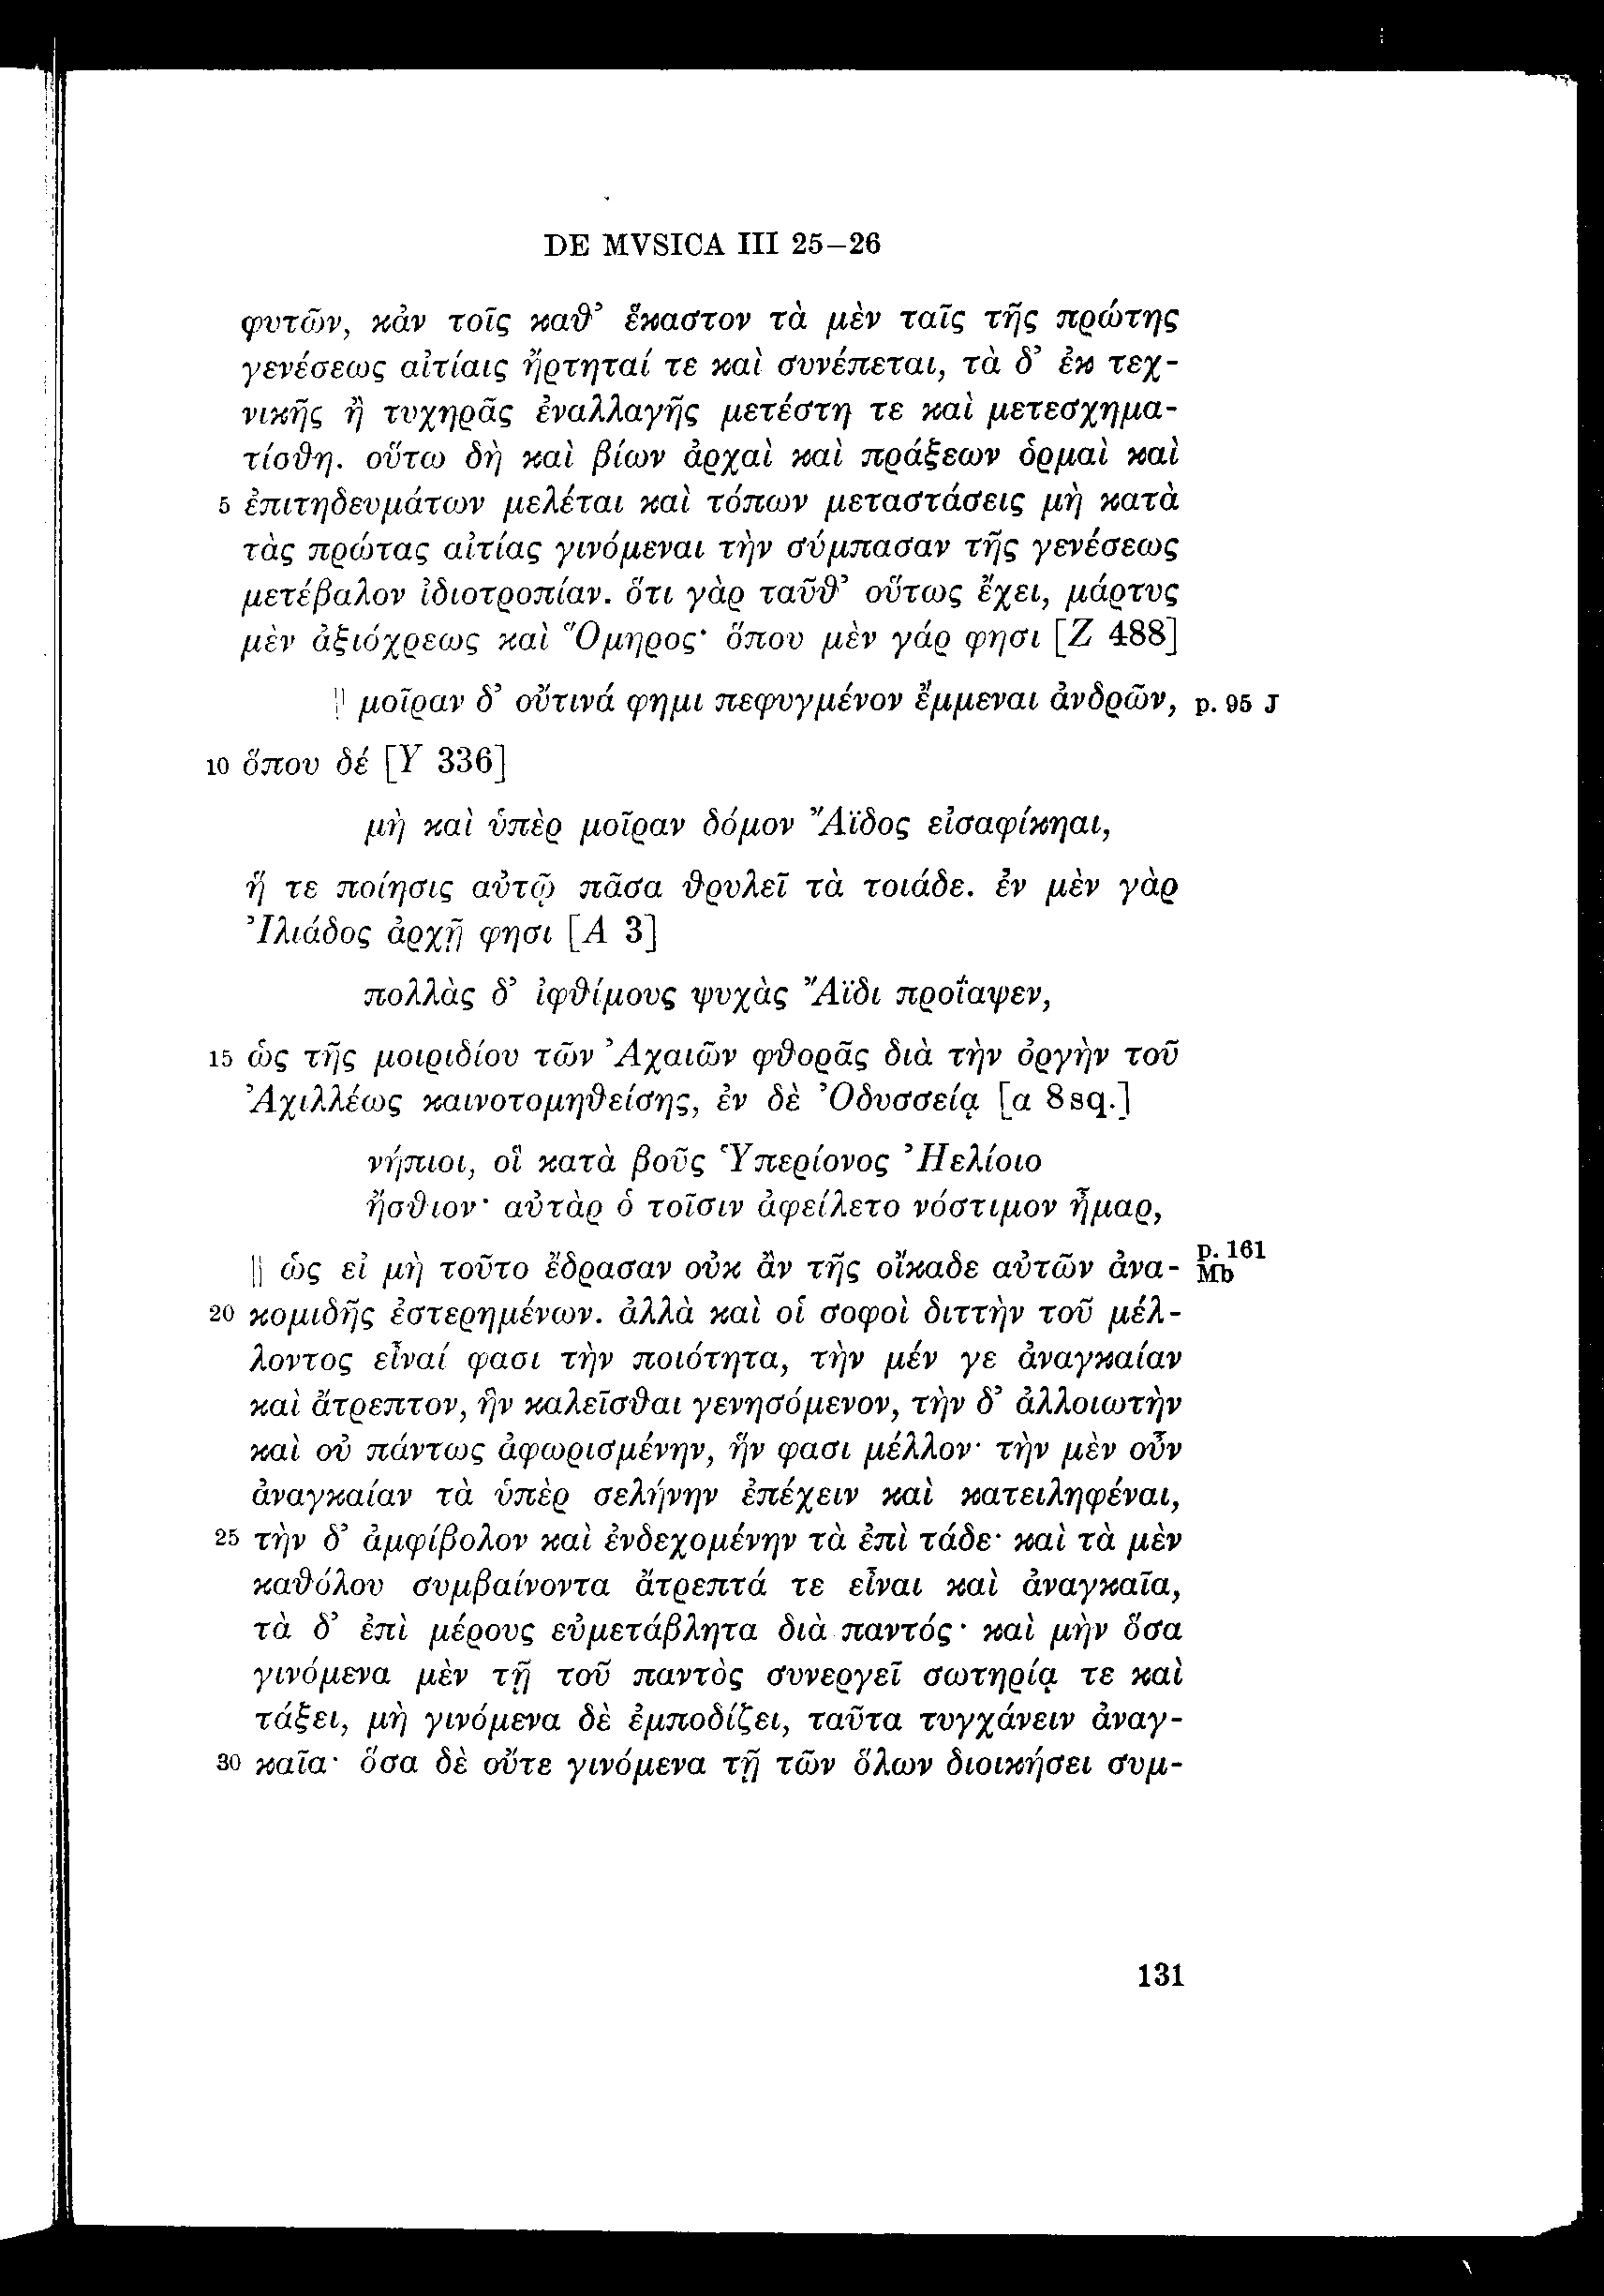 DE MVSICA III 25–26
φυτῶν, κἀν τοῖς καθ᾽ ἕκαστον τὰ μὲν ταῖς τῆς πρώτης
γενέσεως αἰτίαις ἤρτηταί τε καὶ συνέπεται, τὰ δ᾽ ἐκ τεχ-
νικῆς ἢ τυχηρᾶς ἐναλλαγῆς μετέστη τε καὶ μετεσχημα-
τίσθη. οὕτω δὴ καὶ βίων ἀρχαὶ καὶ πράξεων ὁρμαὶ καὶ
5 ἐπιτηδευμάτων μελέται καὶ τόπων μεταστάσεις μὴ κατὰ
τὰς πρώτας αἰτίας γινόμεναι τὴν σύμπασαν τῆς γενέσεως
μετέβαλον ἰδιοτροπίαν. ὅτι γὰρ ταῦθ᾽ οὕτως ἔχει, μάρτυς
μὲν ἀξιόχρεως καὶ Ὅμηρος· ὅπου μὲν γάρ φησι [Ζ 488]
|| μοῖραν δ᾽ οὔτινά φημι πεφυγμένον ἔμμεναι ἀνδρῶν, p. 95 J
10 ὅπου δέ [Υ 336]
μὴ καὶ ὑπὲρ μοῖραν δόμον Ἄϊδος εἰσαφίκηαι,
ἥ τε ποίησις αὐτῷ πᾶσα θρυλεῖ τὰ τοιάδε. ἐν μὲν γὰρ
Ἰλιάδος ἀρχῇ φησι [Α 3]
πολλὰς δ᾽ ἰφθίμους ψυχὰς Ἄϊδι προΐαψεν,
15 ὡς τῆς μοιριδίου τῶν Ἀχαιῶν φθορᾶς διὰ τὴν ὀργὴν τοῦ
Ἀχιλλέως καινοτομηθείσης, ἐν δὲ Ὀδυσσείᾳ [α 8 sq.]
νήπιοι, οἳ κατὰ βοῦς Ὑπερίονος Ἠελίοιο
ἤσθιον· αὐτὰρ ὁ τοῖσιν ἀφείλετο νόστιμον ἦμαρ,
|| ὡς εἰ μὴ τοῦτο ἔδρασαν οὐκ ἂν τῆς οἴκαδε αὐτῶν ἀνα- p. 161 Mb
20 κομιδῆς ἐστερημένων. ἀλλὰ καὶ οἱ σοφοὶ διττὴν τοῦ μέλ-
λοντος εἶναί φασι τὴν ποιότητα, τὴν μέν γε ἀναγκαίαν
καὶ ἄτρεπτον, ἣν καλεῖσθαι γενησόμενον, τὴν δ᾽ ἀλλοιωτὴν
καὶ οὐ πάντως ἀφωρισμένην, ἥν φασι μέλλον· τὴν μὲν οὖν
ἀναγκαίαν τὰ ὑπὲρ σελήνην ἐπέχειν καὶ κατειληφέναι,
25 τὴν δ᾽ ἀμφίβολον καὶ ἐνδεχομένην τὰ ἐπὶ τάδε· καὶ τὰ μὲν
καθόλου συμβαίνοντα ἄτρεπτά τε εἶναι καὶ ἀναγκαῖα,
τὰ δ᾽ ἐπὶ μέρους εὐμετάβλητα διὰ παντός· καὶ μὴν ὅσα
γινόμενα μὲν τῇ τοῦ παντὸς συνεργεῖ σωτηρίᾳ τε καὶ
τάξει, μὴ γινόμενα δὲ ἐμποδίζει, ταῦτα τυγχάνειν ἀναγ-
30 καῖα· ὅσα δὲ οὔτε γινόμενα τῇ τῶν ὅλων διοικήσει συμ-
131